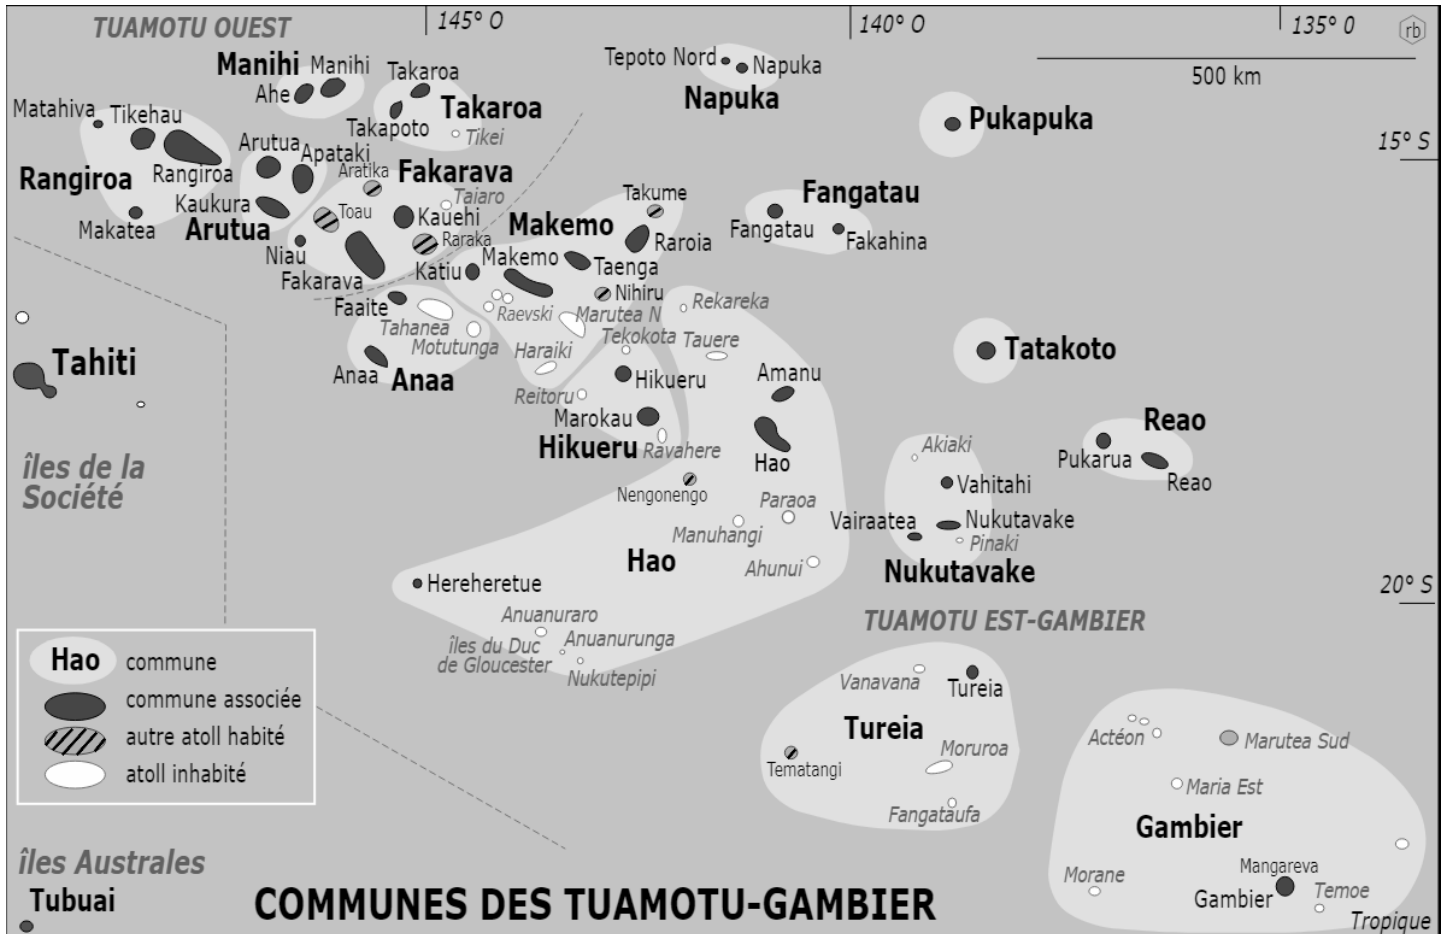 TUAMOTU OUEST
145° O
140° O
135° 0
rb
500 km
15° S
20° S
Manihi
Manihi
Ahe
Takaroa
Takapoto
Takaroa
Tikei
Tepoto Nord
Napuka
Napuka
Pukapuka
Matahiva
Tikehau
Rangiroa
Rangiroa
Makatea
Arutua
Apataki
Kaukura
Arutua
Aratika
Fakarava
Taiaro
Toau
Kauehi
Raraka
Niau
Fakarava
Takume
Makemo
Raroia
Makemo
Katiu
Taenga
Nihiru
Raevski
Marutea N
Haraiki
Fangatau
Fangatau
Fakahina
Faaite
Tahanea
Motutunga
Anaa
Anaa
Tekokota
Hikueru
Reitoru
Marokau
Hikueru
Ravahere
Rekareka
Tauere
Amanu
Hao
Nengonengo
Paraoa
Manuhangi
Hao
Ahunui
Hereheretue
Anuanuraro
îles du Duc
de Gloucester
Anuanurunga
Nukutepipi
Tatakoto
Reao
Pukarua
Reao
Akiaki
Vahitahi
Vairaatea
Nukutavake
Pinaki
Nukutavake
Tahiti
îles de la
Société
TUAMOTU EST-GAMBIER
Vanavana
Tureia
Tureia
Moruroa
Tematangi
Fangataufa
Actéon
Marutea Sud
Maria Est
Gambier
Morane
Mangareva
Gambier
Temoe
Tropique
Hao
commune
commune associée
autre atoll habité
atoll inhabité
îles Australes
Tubuai
COMMUNES DES TUAMOTU-GAMBIER